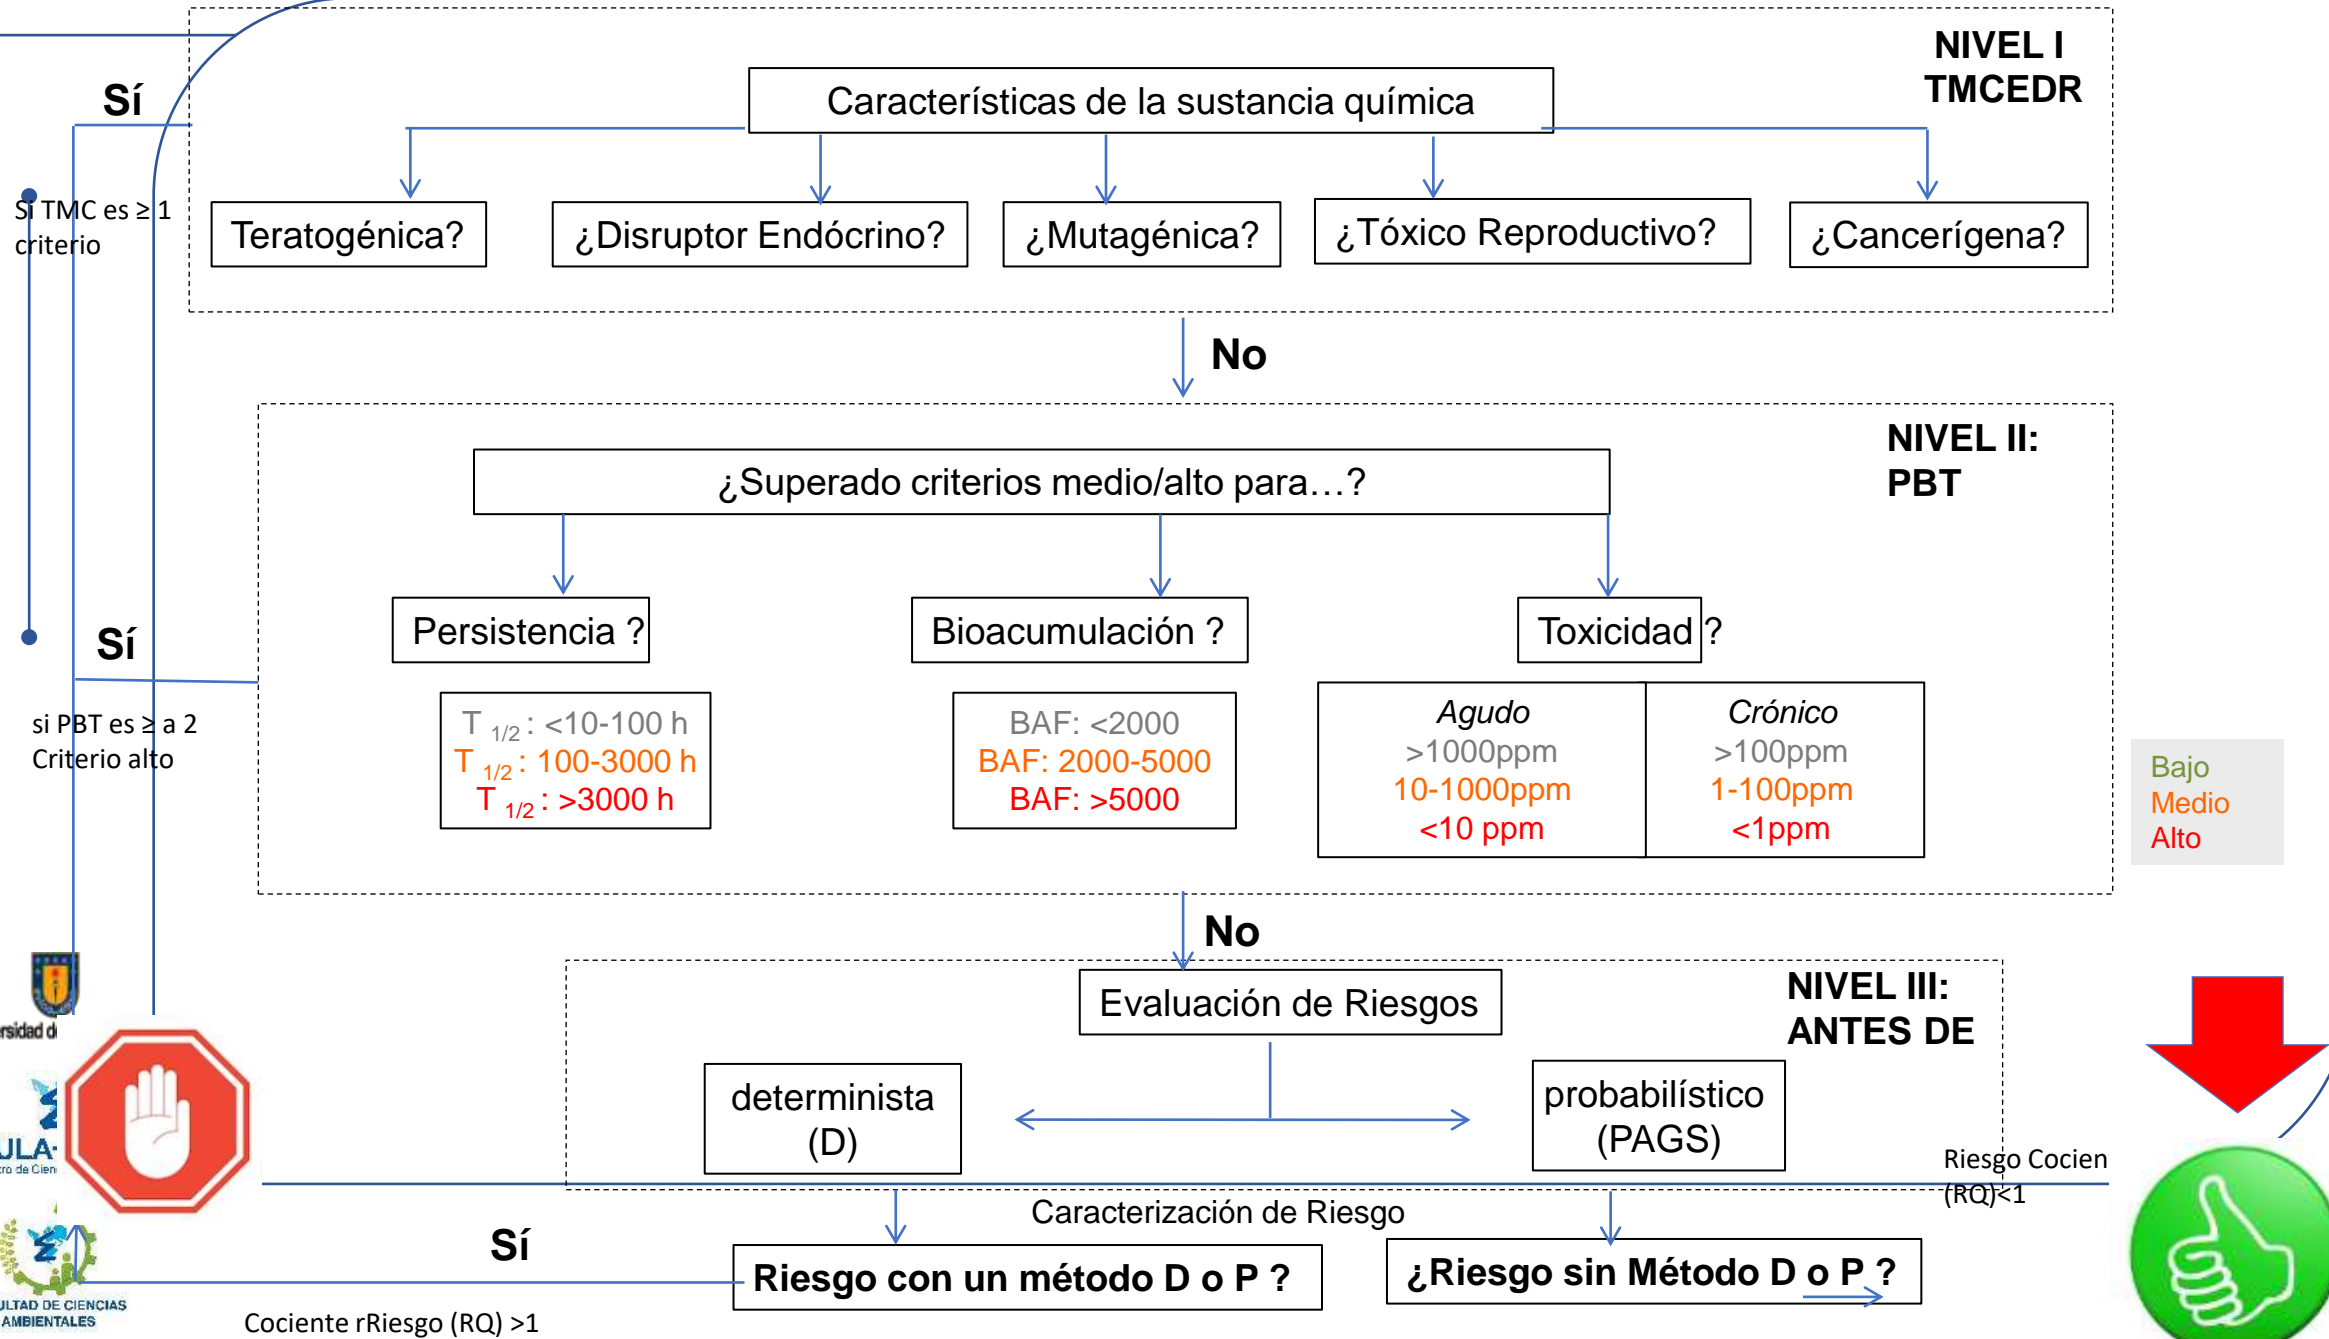 NIVEL I
TMCEDR
Sí
Características de la sustancia química
Si TMC es ≥ 1
criterio
Teratogénica?
¿Disruptor Endócrino?
¿Mutagénica?
¿Tóxico Reproductivo?
¿Cancerígena?
No
NIVEL II:
PBT
¿Superado criterios medio/alto para…?
Sí
Persistencia ?
Bioacumulación ?
Toxicidad ?
si PBT es ≥ a 2
Criterio alto
T 1/2 : <10-100 h
T 1/2 : 100-3000 h
T 1/2 : >3000 h
BAF: <2000
BAF: 2000-5000
BAF: >5000
Agudo
>1000ppm
10-1000ppm
<10 ppm
Crónico
>100ppm
1-100ppm
<1ppm
Bajo
Medio
Alto
No
Evaluación de Riesgos
NIVEL III:
ANTES DE
determinista
(D)
probabilístico
(PAGS)
Riesgo Cocien
(RQ)<1
Caracterización de Riesgo
Sí
Riesgo con un método D o P ?
¿Riesgo sin Método D o P ?
Cociente rRiesgo (RQ) >1
ULTAD DE CIENCIAS
AMBIENTALES